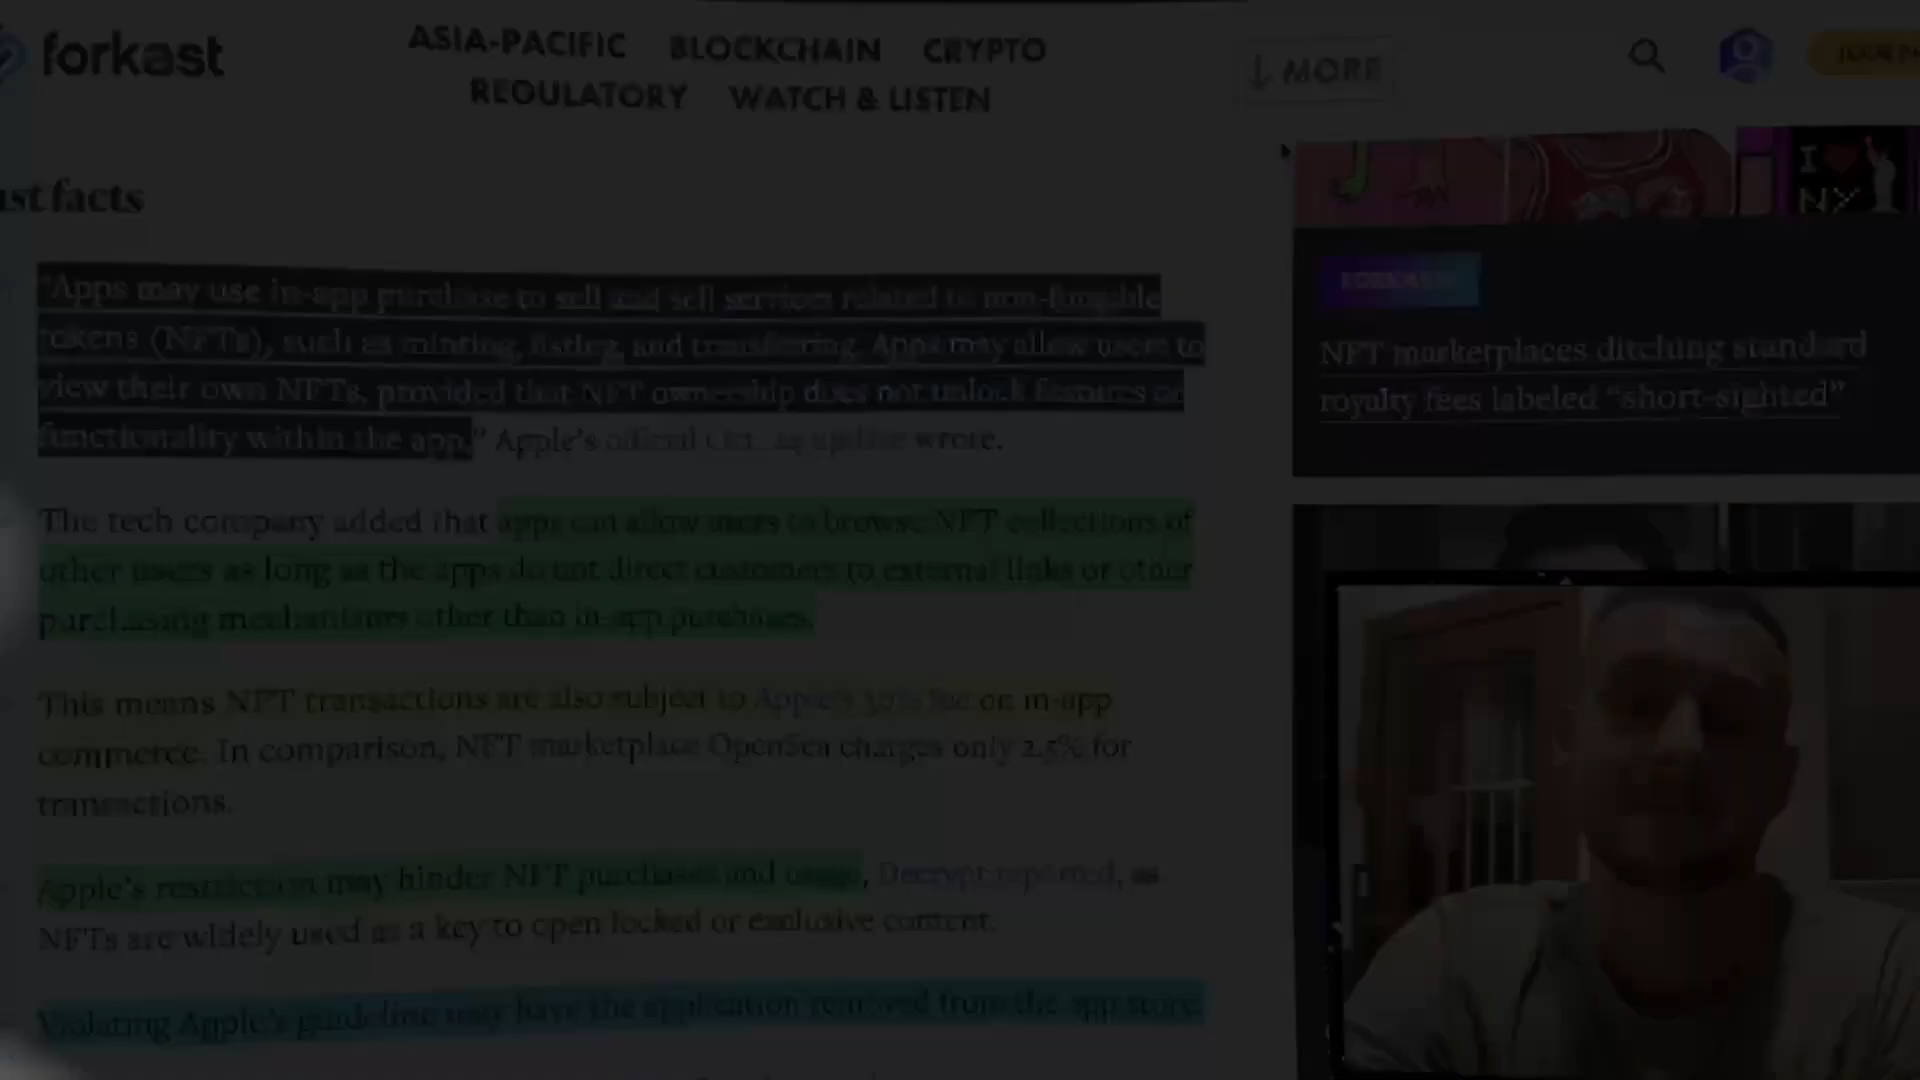 forkast
ASIA-PACIFIC BLOCKCHAIN CRYPTO
REGULATORY WATCH & LISTEN
↓ MORE
st facts
"Apps may use in-app purchase to sell and sell services related to non-fungible
tokens (NFTs), such as minting, listing, and transferring. Apps may allow users to
view their own NFTs, provided that NFT ownership does not unlock features or
functionality within the app," Apple's official wrote.
The tech company added that apps can allow users to browse NFT collections of
other users as long as the apps do not direct customers to external links or other
purchasing mechanisms other than in-app purchases.
This means NFT transactions are also subject to Apple's 30% fee on in-app
commerce. In comparison, NFT marketplace OpenSea charges only 2.5% for
transactions.
Apple's restriction may hinder NFT purchases and usage, Decrypt reported, as
NFTs are widely used as a key to open locked or exclusive content.
Violating Apple's guideline may have the application removed from the app store.
I
NY
NFT marketplaces ditching standard
royalty fees labeled "short-sighted"